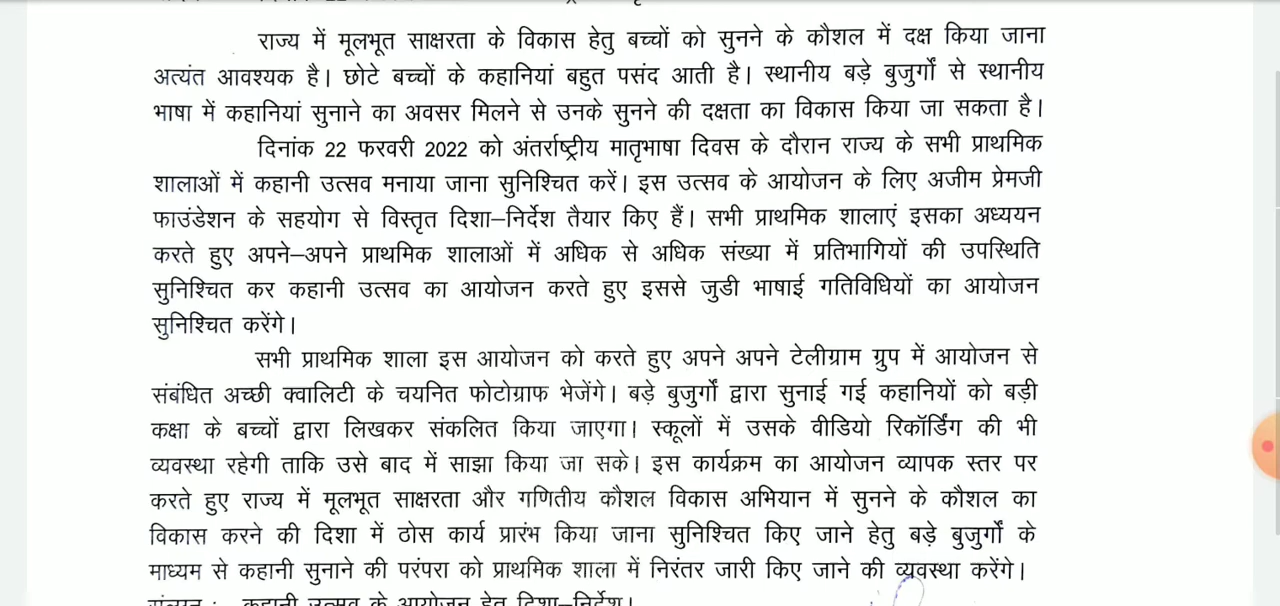 राज्य में मूलभूत साक्षरता के विकास हेतु बच्चों को सुनने के कौशल में दक्ष किया जाना
अत्यंत आवश्यक है। छोटे बच्चों के कहानियां बहुत पसंद आती है। स्थानीय बड़े बुजुर्गों से स्थानीय
भाषा में कहानियां सुनाने का अवसर मिलने से उनके सुनने की दक्षता का विकास किया जा सकता है।
दिनांक 22 फरवरी 2022 को अंतर्राष्ट्रीय मातृभाषा दिवस के दौरान राज्य के सभी प्राथमिक
शालाओं में कहानी उत्सव मनाया जाना सुनिश्चित करें। इस उत्सव के आयोजन के लिए अजीम प्रेमजी
फाउंडेशन के सहयोग से विस्तृत दिशा–निर्देश तैयार किए हैं। सभी प्राथमिक शालाएं इसका अध्ययन
करते हुए अपने–अपने प्राथमिक शालाओं में अधिक से अधिक संख्या में प्रतिभागियों की उपस्थिति
सुनिश्चित कर कहानी उत्सव का आयोजन करते हुए इससे जुडी भाषाई गतिविधियों का आयोजन
सुनिश्चित करेंगे।
सभी प्राथमिक शाला इस आयोजन को करते हुए अपने अपने टेलीग्राम ग्रुप में आयोजन से
संबंधित अच्छी क्वालिटी के चयनित फोटोग्राफ भेजेंगे। बड़े बुजुर्गों द्वारा सुनाई गई कहानियों को बड़ी
कक्षा के बच्चों द्वारा लिखकर संकलित किया जाएगा। स्कूलों में उसके वीडियो रिकॉर्डिंग की भी
व्यवस्था रहेगी ताकि उसे बाद में साझा किया जा सके। इस कार्यक्रम का आयोजन व्यापक स्तर पर
करते हुए राज्य में मूलभूत साक्षरता और गणितीय कौशल विकास अभियान में सुनने के कौशल का
विकास करने की दिशा में ठोस कार्य प्रारंभ किया जाना सुनिश्चित किए जाने हेतु बड़े बुजुर्गों के
माध्यम से कहानी सुनाने की परंपरा को प्राथमिक शाला में निरंतर जारी किए जाने की व्यवस्था करेंगे।
संलग्न : कहानी उत्सव के आयोजन हेतु दिशा–निर्देश।